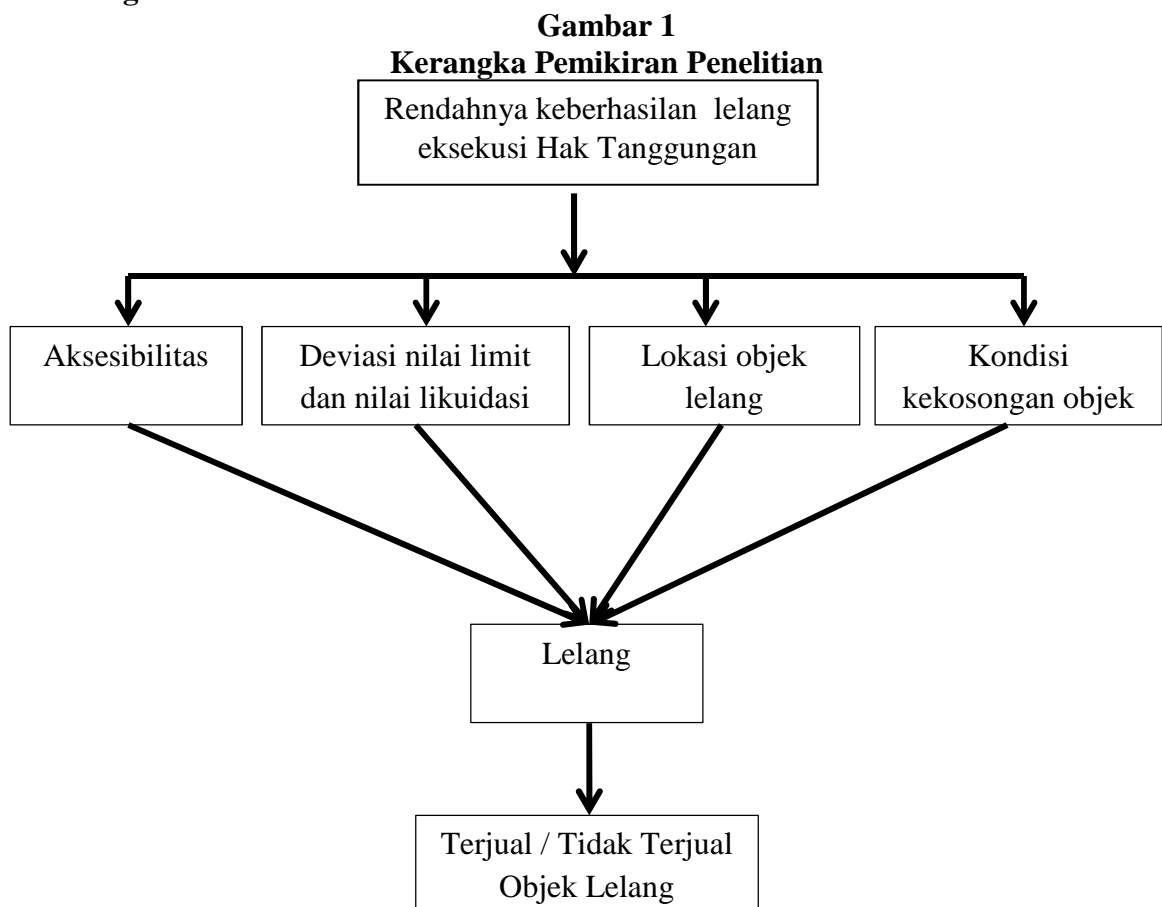 Gambar 1
Kerangka Pemikiran Penelitian
Rendahnya keberhasilan lelang
eksekusi Hak Tanggungan
Aksesibilitas
Deviasi nilai limit
dan nilai likuidasi
Lokasi objek
lelang
Kondisi
kekosongan objek
Lelang
Terjual / Tidak Terjual
Objek Lelang